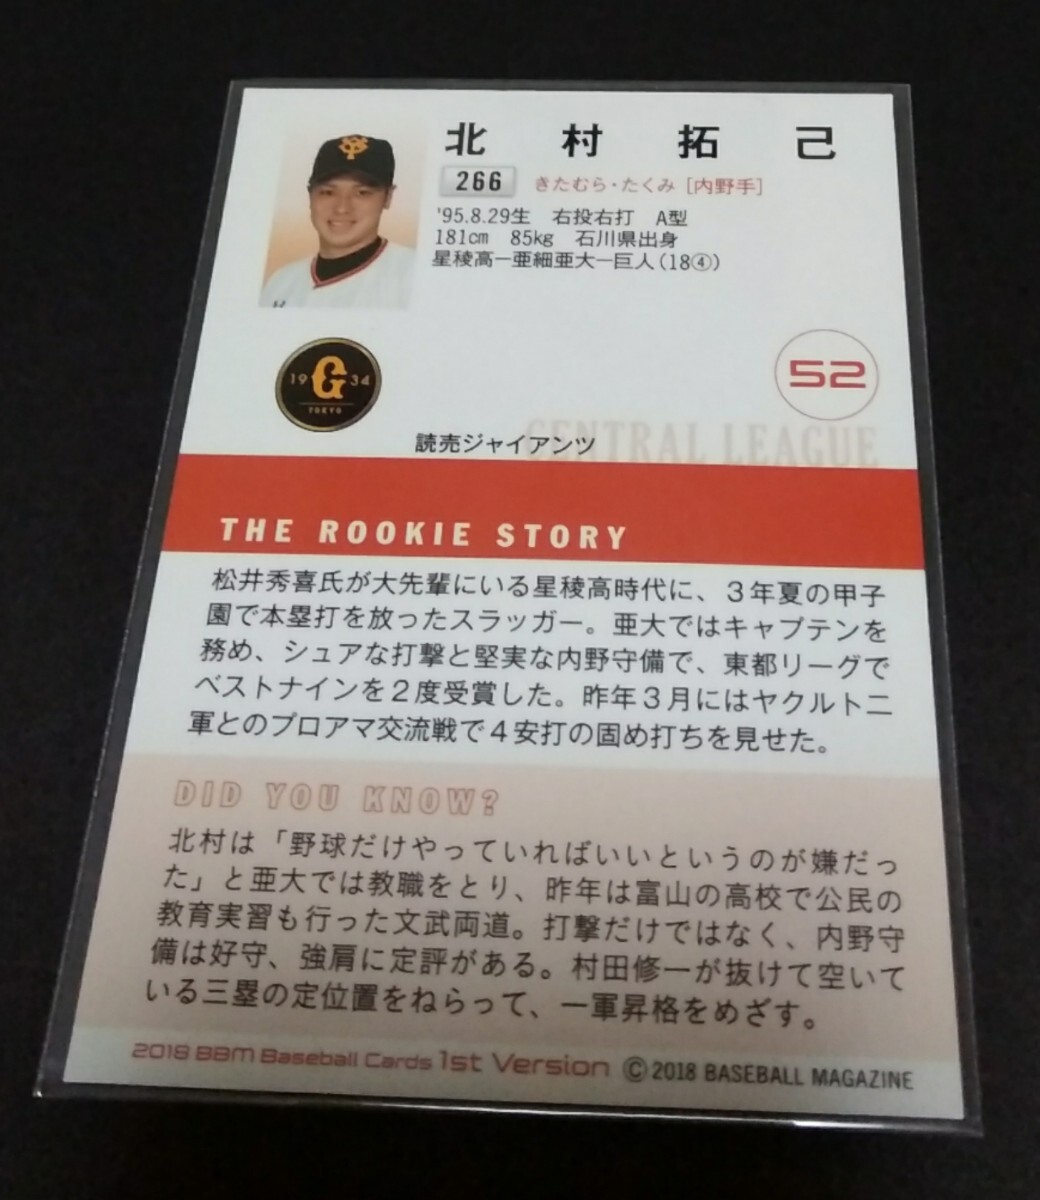 北村拓己
266 きたむら・たくみ [内野手]
'95.8.29生 右投右打 A型
181cm 85kg 石川県出身
星稜高ー亜細亜大ー巨人(18④)
19 G 34
TOKYO
52
CENTRAL LEAGUE
読売ジャイアンツ
THE ROOKIE STORY
松井秀喜氏が大先輩にいる星稜高時代に、３年夏の甲子
園で本塁打を放ったスラッガー。亜大ではキャプテンを
務め、シュアな打撃と堅実な内野守備で、東都リーグで
ベストナインを２度受賞した。昨年３月にはヤクルト二
軍とのプロアマ交流戦で４安打の固め打ちを見せた。
DID YOU KNOW?
北村は「野球だけやっていればいいというのが嫌だっ
た」と亜大では教職をとり、昨年は富山の高校で公民の
教育実習も行った文武両道。打撃だけではなく、内野守
備は好守、強肩に定評がある。村田修一が抜けて空いて
いる三塁の定位置をねらって、一軍昇格をめざす。
2018 BBM Baseball Cards 1st Version © 2018 BASEBALL MAGAZINE